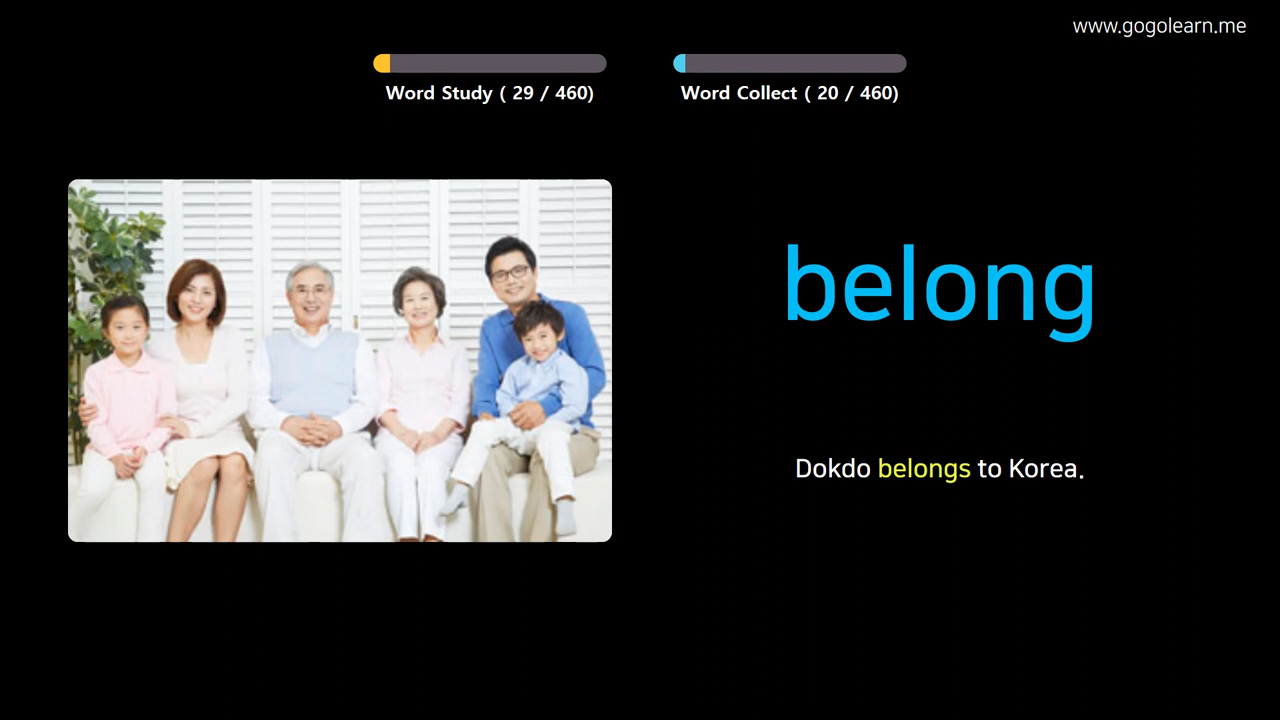 www.gogolearn.me
Word Study ( 29 / 460)
Word Collect ( 20 / 460)
belong
Dokdo belongs to Korea.